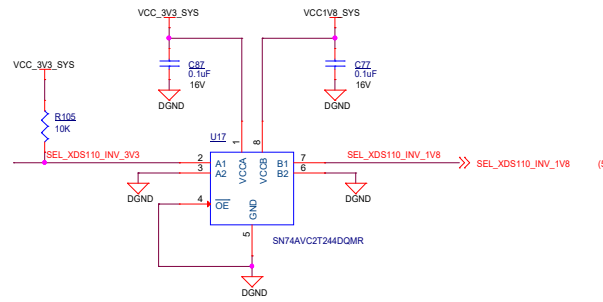 VCC_3V3_SYS
VCC1V8_SYS
VCC_3V3_SYS
C87
0.1uF
16V
C77
0.1uF
16V
DGND
DGND
R105
10K
U17
1
8
SEL_XDS110_INV_3V3
2
A1
VCCA
VCCB
B1
7
SEL_XDS110_INV_1V8
SEL_XDS110_INV_1V8
(5
3
A2
B2
6
DGND
DGND
4
OE
GND
5
SN74AVC2T244DQMR
DGND